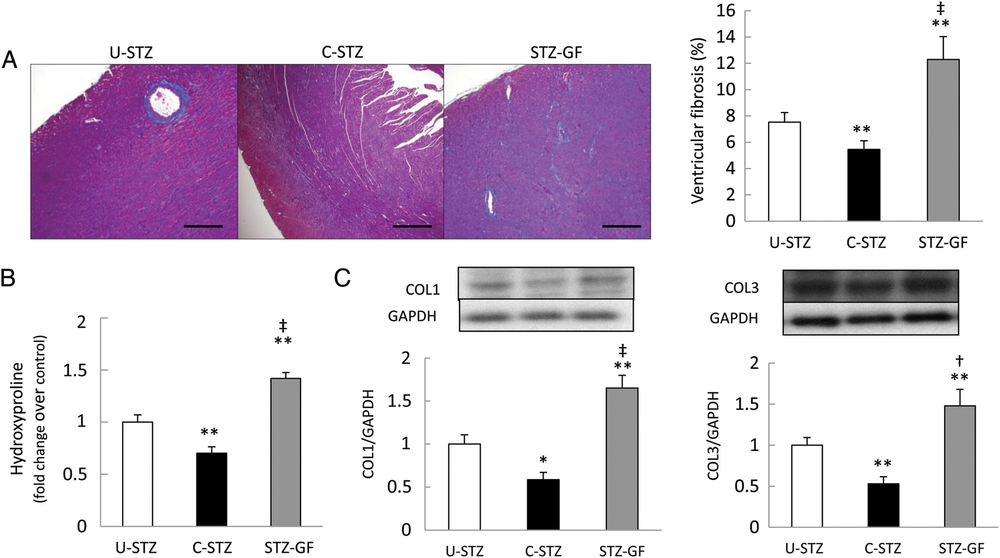 A
U-STZ
C-STZ
STZ-GF
Ventricular fibrosis (%)
16
14
12
10
8
6
4
2
0
**
‡
**
U-STZ
C-STZ
STZ-GF
B
Hydroxyproline
(fold change over control)
2
1.5
1
0.5
0
**
‡
**
U-STZ
C-STZ
STZ-GF
C
COL1
GAPDH
COL1/GAPDH
2
1.5
1
0.5
0
*
‡
**
U-STZ
C-STZ
STZ-GF
COL3
GAPDH
COL3/GAPDH
2
1.5
1
0.5
0
**
†
**
U-STZ
C-STZ
STZ-GF